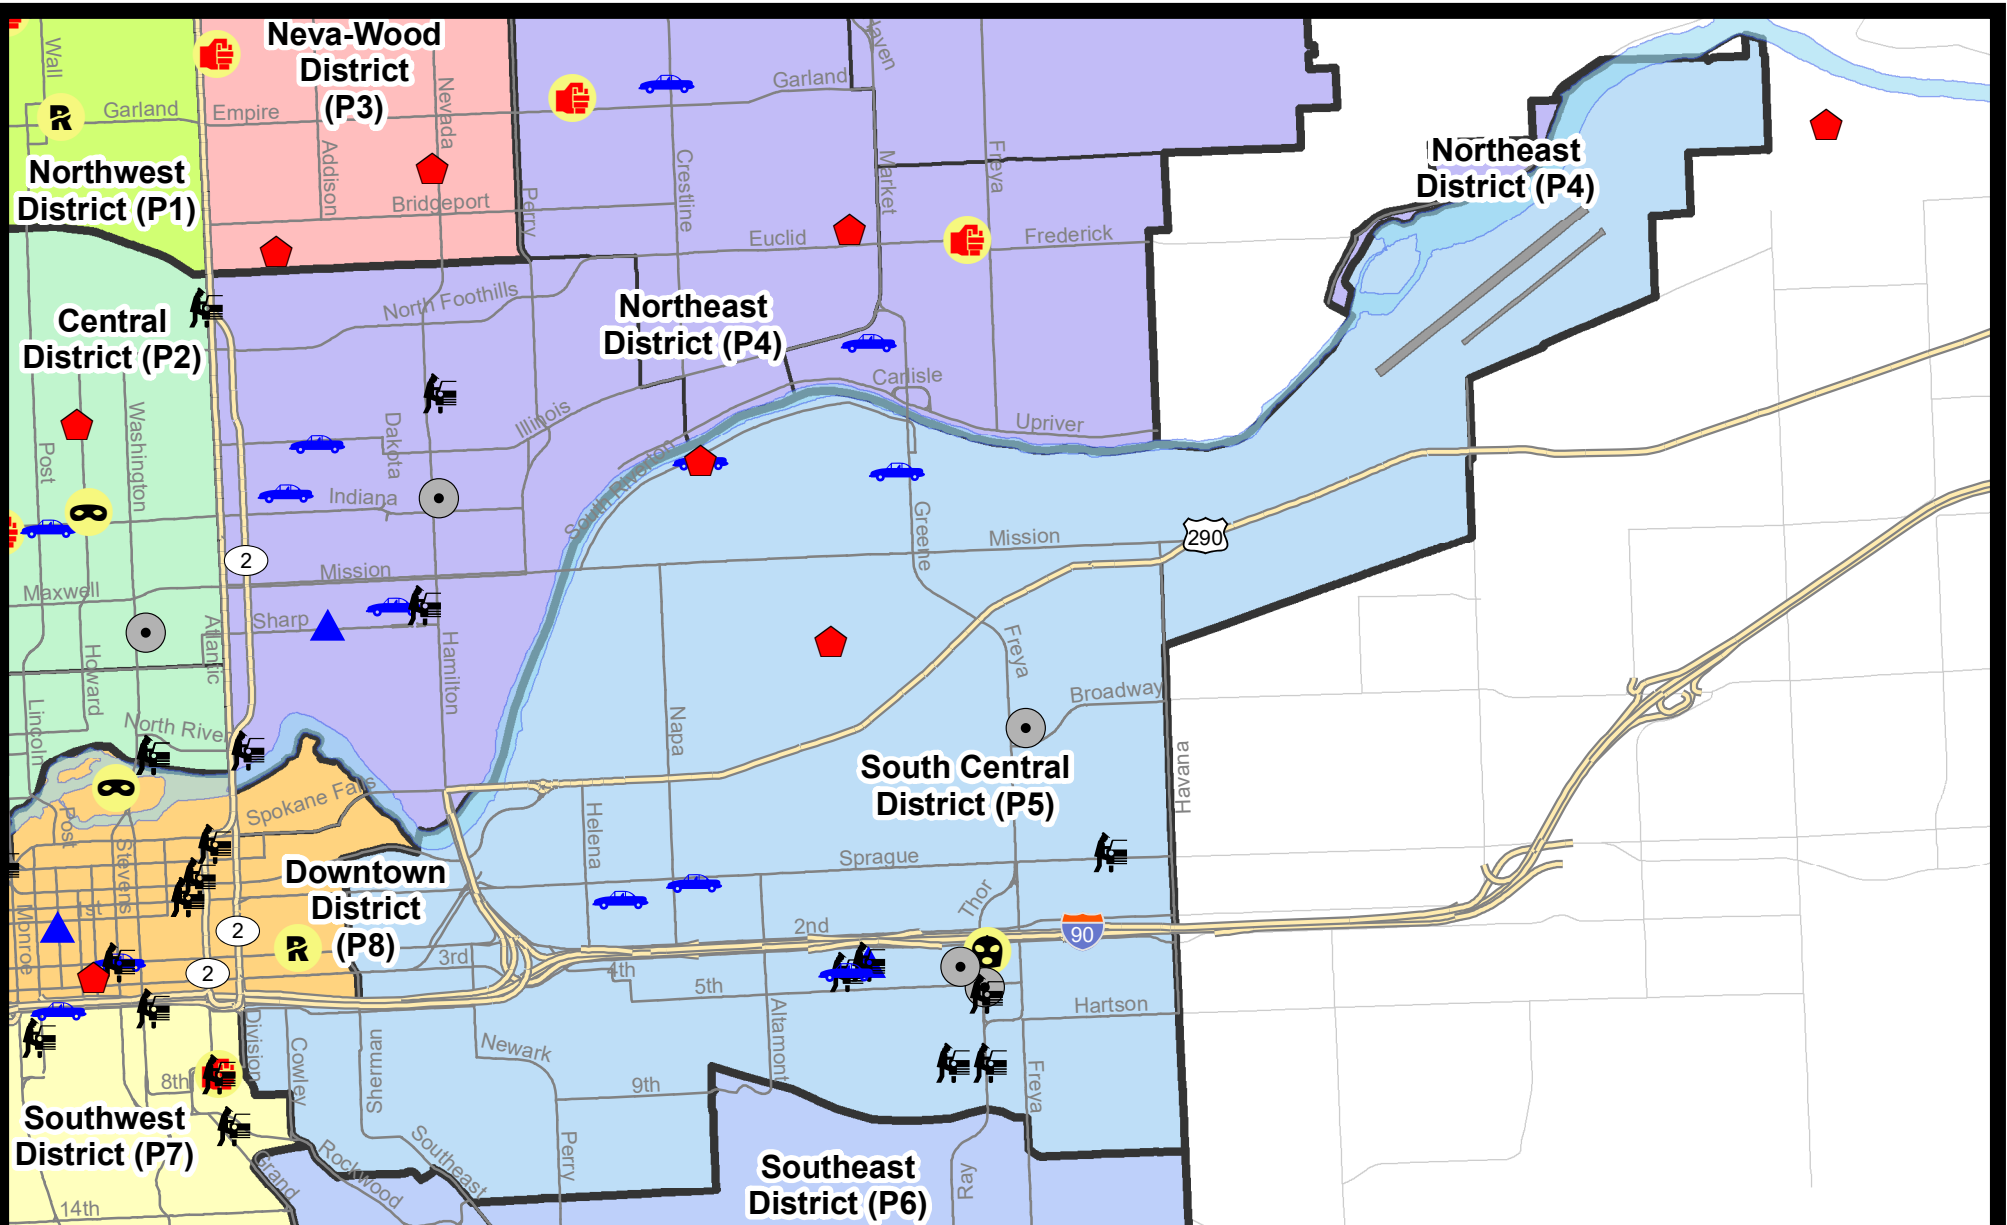 Neva-Wood
District
(P3)
Wall
Nevada
Haven
Garland
Garland
Empire
Addison
Crestline
Market
Freya
Northwest
District (P1)
Northeast
District (P4)
Bridgeport
Perry
Euclid
Frederick
North Foothills
Central
District (P2)
Northeast
District (P4)
Carlisle
Washington
Post
Dakota
Illinois
Upriver
South Riverton
Indiana
Greene
Mission
290
2
Mission
Maxwell
Sharp
Atlantic
Howard
Hamilton
Freya
Broadway
Lincoln
North River
Napa
Havana
South Central
District (P5)
Spokane Falls
Post
Stevens
Helena
Sprague
Downtown
District
(P8)
Thor
1st
Monroe
2
2nd
90
3rd
2
4th
5th
Altamont
Hartson
Division
Cowley
Sherman
Newark
Freya
8th
9th
Southwest
District (P7)
Rockwood
Southeast
Perry
Grand
Southeast
District (P6)
Ray
14th